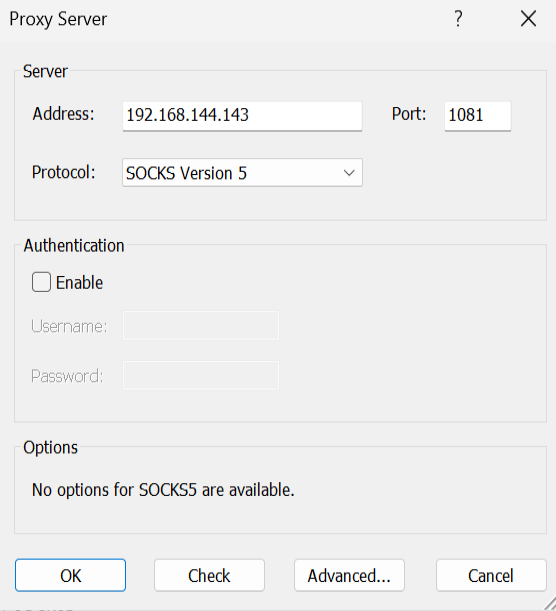 Proxy Server ?
Server
Address: 192.168.144.143 Port: 1081
Protocol: SOCKS Version 5
Authentication
Enable
Username:
Password:
Options
No options for SOCKS5 are available.
OK Check Advanced... Cancel